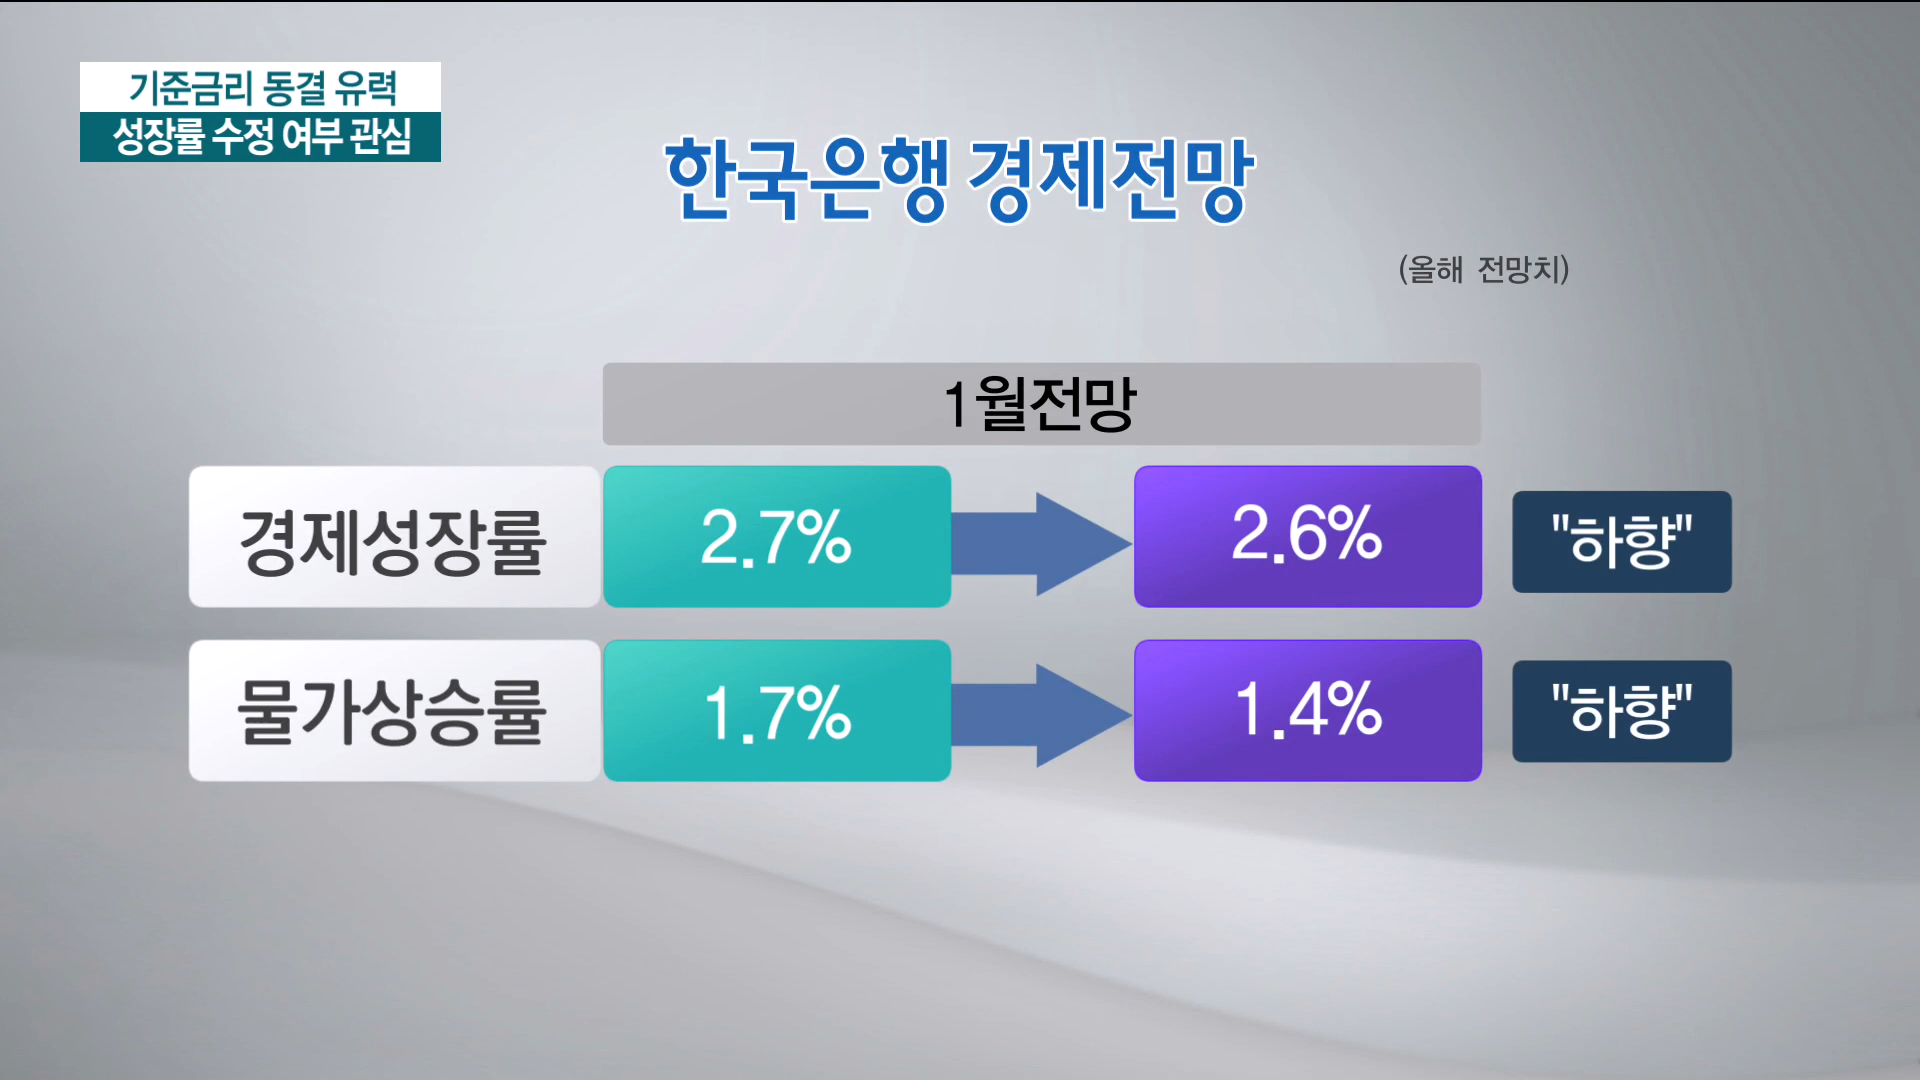 기준금리 동결 유력
성장률 수정 여부 관심
한국은행 경제전망
(올해 전망치)
1월전망
경제성장률 2.7% 2.6% "하향"
물가상승률 1.7% 1.4% "하향"